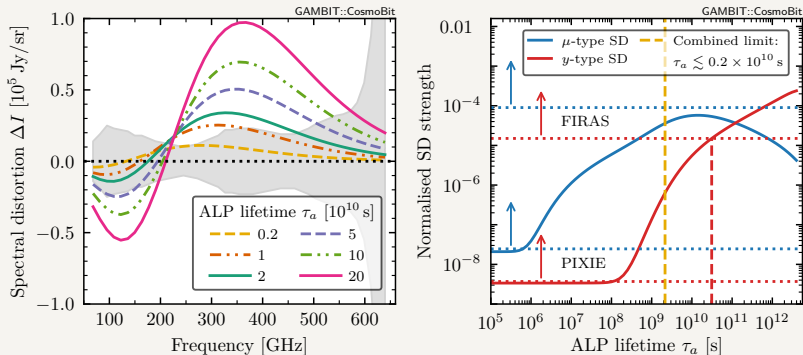 GAMBIT::CosmoBit
1.0
0.5
0.0
−0.5
−1.0
Spectral distortion ΔI [10⁵ Jy/sr]
ALP lifetime τₐ [10¹⁰ s]
0.2
1
2
5
10
20
100
200
300
400
500
600
Frequency [GHz]
GAMBIT::CosmoBit
0.01
10⁻⁴
10⁻⁶
10⁻⁸
Normalised SD strength
μ-type SD
y-type SD
Combined limit:
τₐ ≲ 0.2 × 10¹⁰ s
FIRAS
PIXIE
10⁵
10⁶
10⁷
10⁸
10⁹
10¹⁰
10¹¹
10¹²
ALP lifetime τₐ [s]